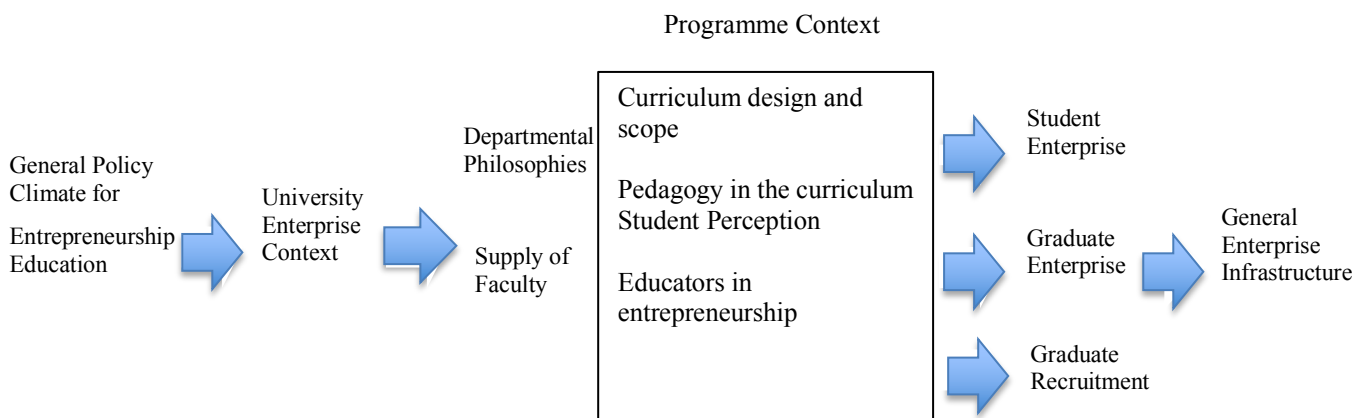 Programme Context
General Policy
Climate for
Entrepreneurship
Education
University
Enterprise
Context
Departmental
Philosophies
Supply of
Faculty
Curriculum design and
scope
Pedagogy in the curriculum
Student Perception
Educators in
entrepreneurship
Student
Enterprise
Graduate
Enterprise
Graduate
Recruitment
General
Enterprise
Infrastructure